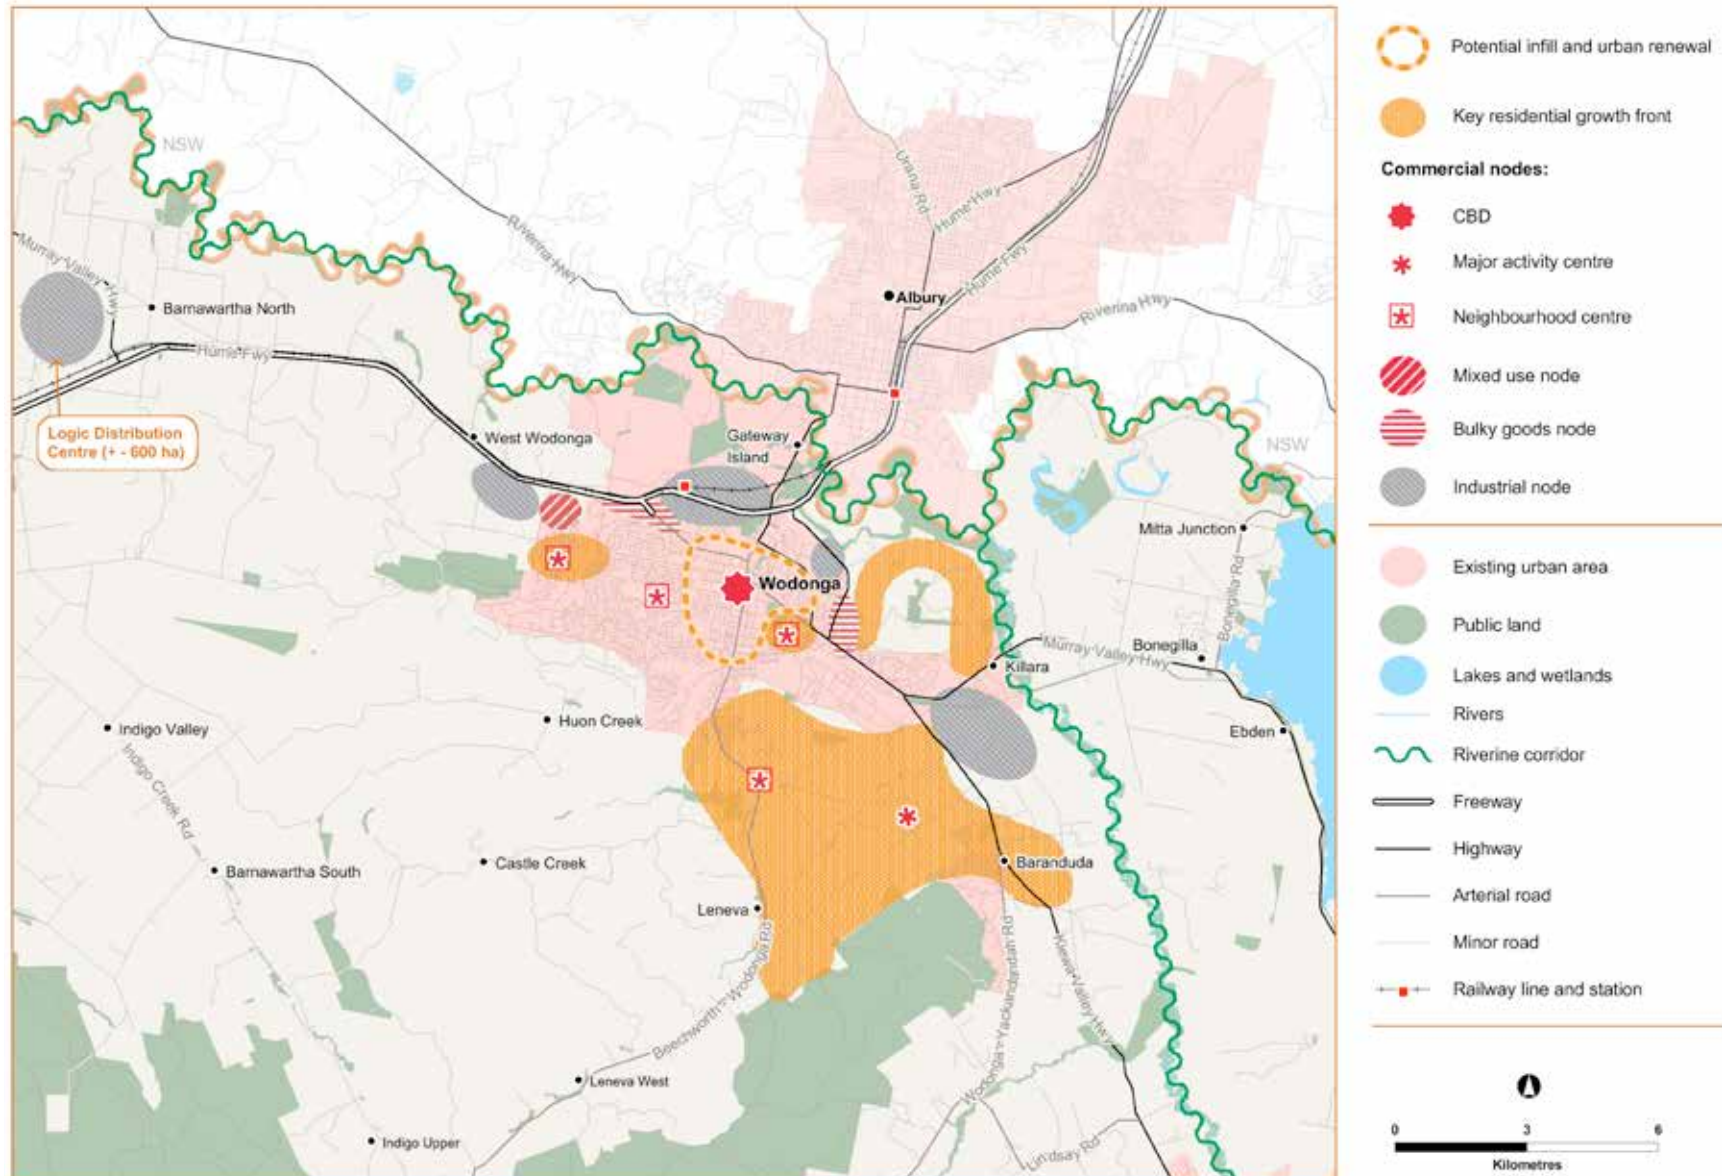 NSW
Murray Valley Hwy
Barnawartha North
Hume Fwy
Logic Distribution
Centre (+ - 600 ha)
West Wodonga
Riverina Hwy
Urana Rd
Hume Hwy
Hume Fwy
Albury
Riverina Hwy
Gateway
Island
NSW
Mitta Junction
Bonegilla Rd
Wodonga
Bonegilla
Murray Valley Hwy
Killara
Ebden
Indigo Valley
Huon Creek
Indigo Creek Rd
Barnawartha South
Castle Creek
Baranduda
Leneva
Beechworth - Wodonga Rd
Wodonga - Yackandandah Rd
Kiewa Valley Hwy
Leneva West
Indigo Upper
Lindsay Rd
Potential infill and urban renewal
Key residential growth front
Commercial nodes:
CBD
Major activity centre
Neighbourhood centre
Mixed use node
Bulky goods node
Industrial node
Existing urban area
Public land
Lakes and wetlands
Rivers
Riverine corridor
Freeway
Highway
Arterial road
Minor road
Railway line and station
0 3 6
Kilometres